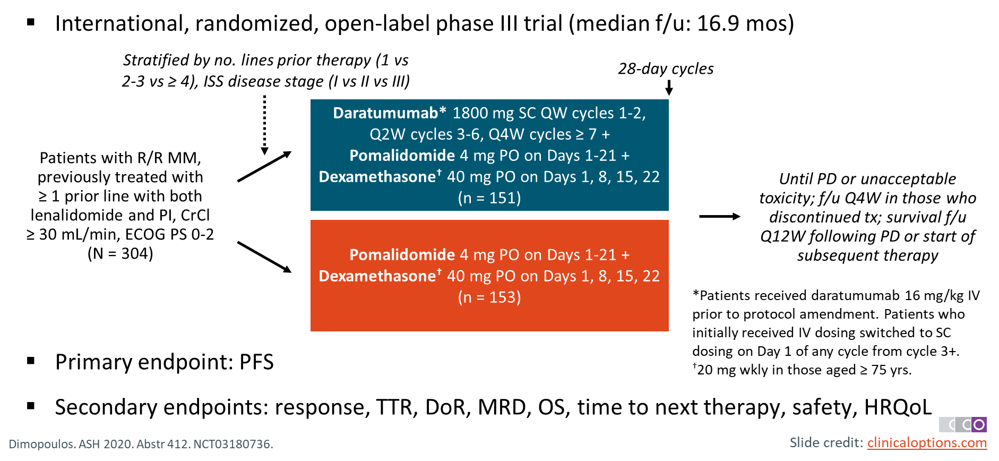 ▪ International, randomized, open-label phase III trial (median f/u: 16.9 mos)
Stratified by no. lines prior therapy (1 vs
2-3 vs ≥ 4), ISS disease stage (I vs II vs III)
28-day cycles
Patients with R/R MM,
previously treated with
≥ 1 prior line with both
lenalidomide and PI, CrCl
≥ 30 mL/min, ECOG PS 0-2
(N = 304)
Daratumumab* 1800 mg SC QW cycles 1-2,
Q2W cycles 3-6, Q4W cycles ≥ 7 +
Pomalidomide 4 mg PO on Days 1-21 +
Dexamethasone† 40 mg PO on Days 1, 8, 15, 22
(n = 151)
Pomalidomide 4 mg PO on Days 1-21 +
Dexamethasone† 40 mg PO on Days 1, 8, 15, 22
(n = 153)
Until PD or unacceptable
toxicity; f/u Q4W in those who
discontinued tx; survival f/u
Q12W following PD or start of
subsequent therapy
*Patients received daratumumab 16 mg/kg IV
prior to protocol amendment. Patients who
initially received IV dosing switched to SC
dosing on Day 1 of any cycle from cycle 3+.
†20 mg wkly in those aged ≥ 75 yrs.
▪ Primary endpoint: PFS
▪ Secondary endpoints: response, TTR, DoR, MRD, OS, time to next therapy, safety, HRQoL
CCO
Dimopoulos. ASH 2020. Abstr 412. NCT03180736.
Slide credit: clinicaloptions.com